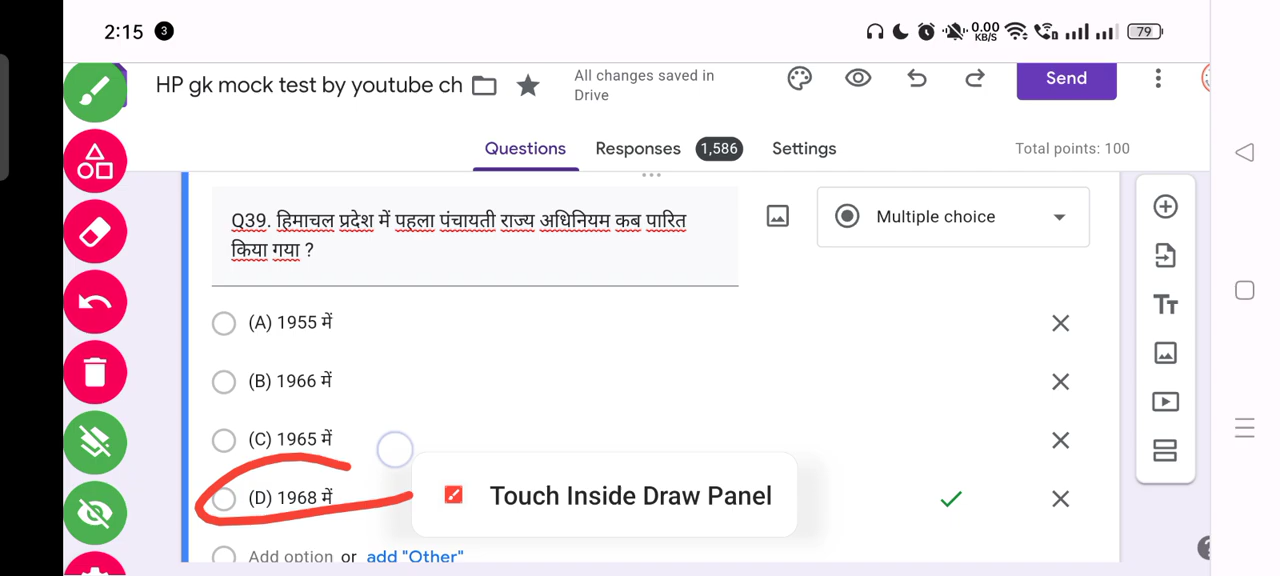 2:15 3 0.00 KB/S 79
HP gk mock test by youtube ch All changes saved in Drive Send
Questions Responses 1,586 Settings Total points: 100
Q39. हिमाचल प्रदेश में पहला पंचायती राज्य अधिनियम कब पारित
किया गया ?
Multiple choice
(A) 1955 में
(B) 1966 में
(C) 1965 में
(D) 1968 में
Touch Inside Draw Panel
Add option or add "Other"
Tт